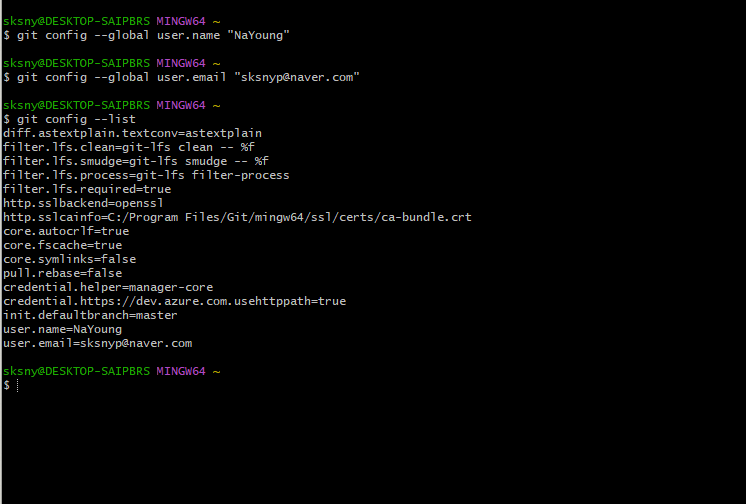 sksny@DESKTOP-SAIPBRS MINGW64 ~
$ git config --global user.name "NaYoung"
sksny@DESKTOP-SAIPBRS MINGW64 ~
$ git config --global user.email "sksnyp@naver.com"
sksny@DESKTOP-SAIPBRS MINGW64 ~
$ git config --list
diff.astextplain.textconv=astextplain
filter.lfs.clean=git-lfs clean -- %f
filter.lfs.smudge=git-lfs smudge -- %f
filter.lfs.process=git-lfs filter-process
filter.lfs.required=true
http.sslbackend=openssl
http.sslcainfo=C:/Program Files/Git/mingw64/ssl/certs/ca-bundle.crt
core.autocrlf=true
core.fscache=true
core.symlinks=false
pull.rebase=false
credential.helper=manager-core
credential.https://dev.azure.com.usehttppath=true
init.defaultbranch=master
user.name=NaYoung
user.email=sksnyp@naver.com
sksny@DESKTOP-SAIPBRS MINGW64 ~
$